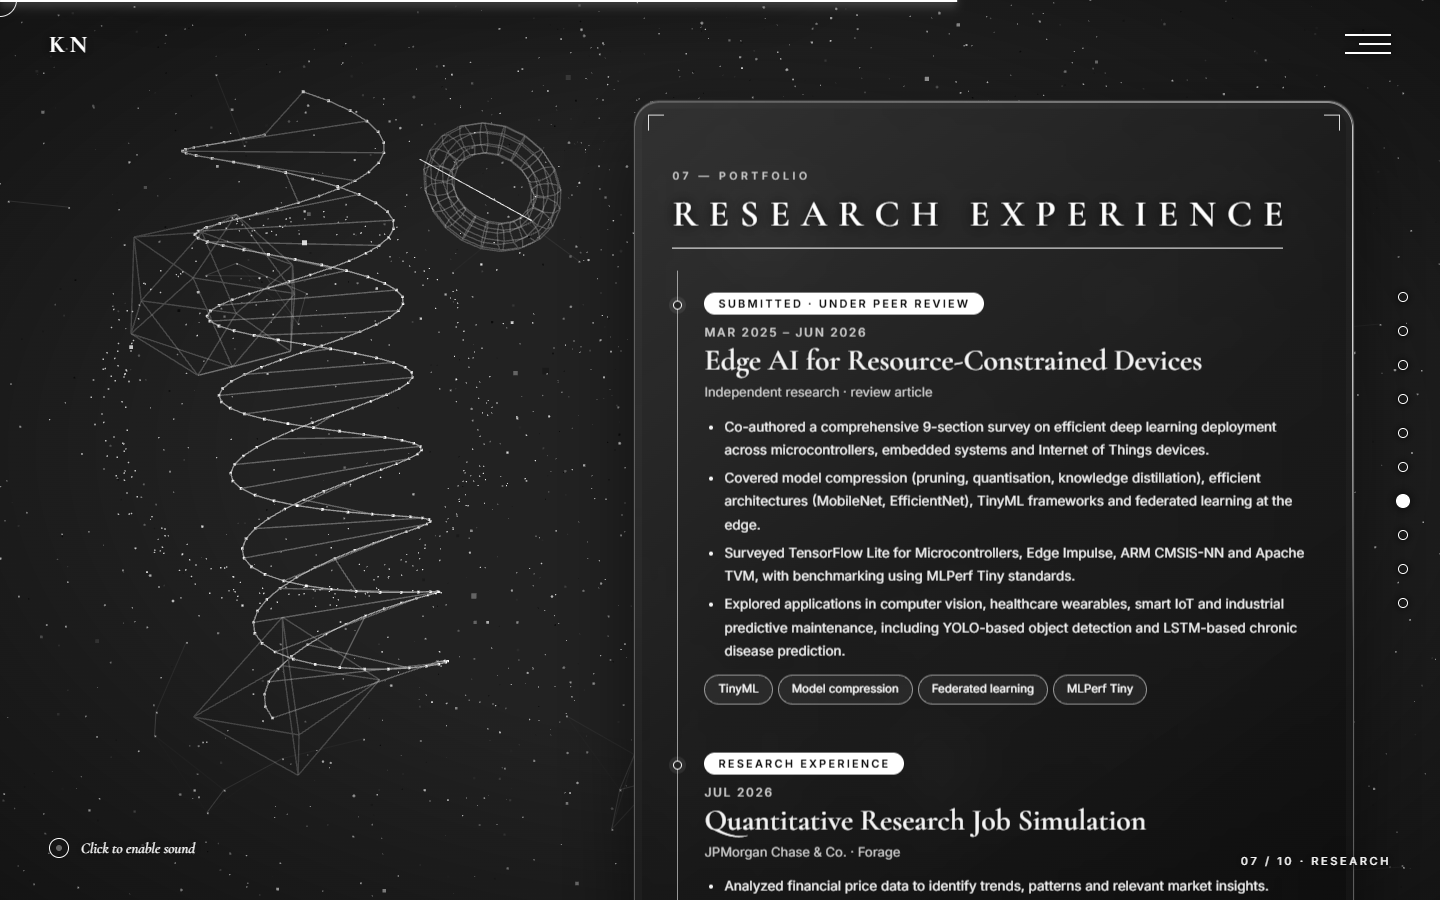 KN
07 — PORTFOLIO
RESEARCH EXPERIENCE
SUBMITTED · UNDER PEER REVIEW
MAR 2025 – JUN 2026
Edge AI for Resource-Constrained Devices
Independent research · review article
• Co-authored a comprehensive 9-section survey on efficient deep learning deployment
across microcontrollers, embedded systems and Internet of Things devices.
• Covered model compression (pruning, quantisation, knowledge distillation), efficient
architectures (MobileNet, EfficientNet), TinyML frameworks and federated learning at the
edge.
• Surveyed TensorFlow Lite for Microcontrollers, Edge Impulse, ARM CMSIS-NN and Apache
TVM, with benchmarking using MLPerf Tiny standards.
• Explored applications in computer vision, healthcare wearables, smart IoT and industrial
predictive maintenance, including YOLO-based object detection and LSTM-based chronic
disease prediction.
TinyML Model compression Federated learning MLPerf Tiny
RESEARCH EXPERIENCE
JUL 2026
Quantitative Research Job Simulation
JPMorgan Chase & Co. · Forage
• Analyzed financial price data to identify trends, patterns and relevant market insights.
Click to enable sound
07 / 10 · RESEARCH